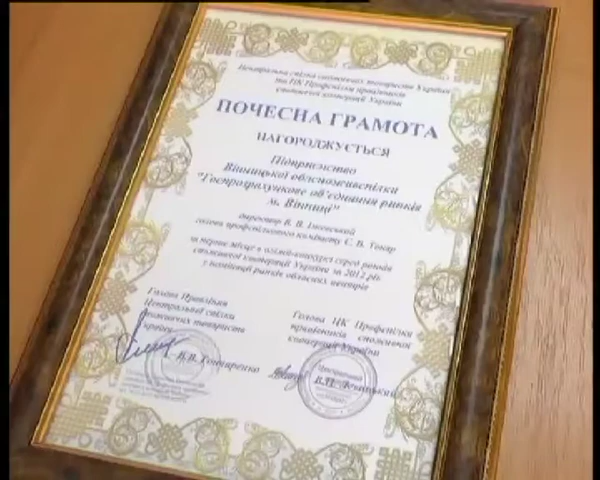 Центральна спілка споживчих товариств України
та ЦК Профспілки працівників
споживчої кооперації України
ПОЧЕСНА ГРАМОТА
НАГОРОДЖУЄТЬСЯ
Підприємство
Вінницької облспоживспілки
"Госпрозрахункове об'єднання ринків
м. Вінниці"
директор В. В.
голова профспілкового комітету С. В. Токар
за перше місце в огляді-конкурсі серед ринків
споживчої кооперації України за 2012 рік
у номінації ринків обласних центрів
Голова Правління
Центральної спілки
споживчих товариств
України
В.В. Гончаренко
Голова ЦК Профспілки
працівників споживчої
кооперації України